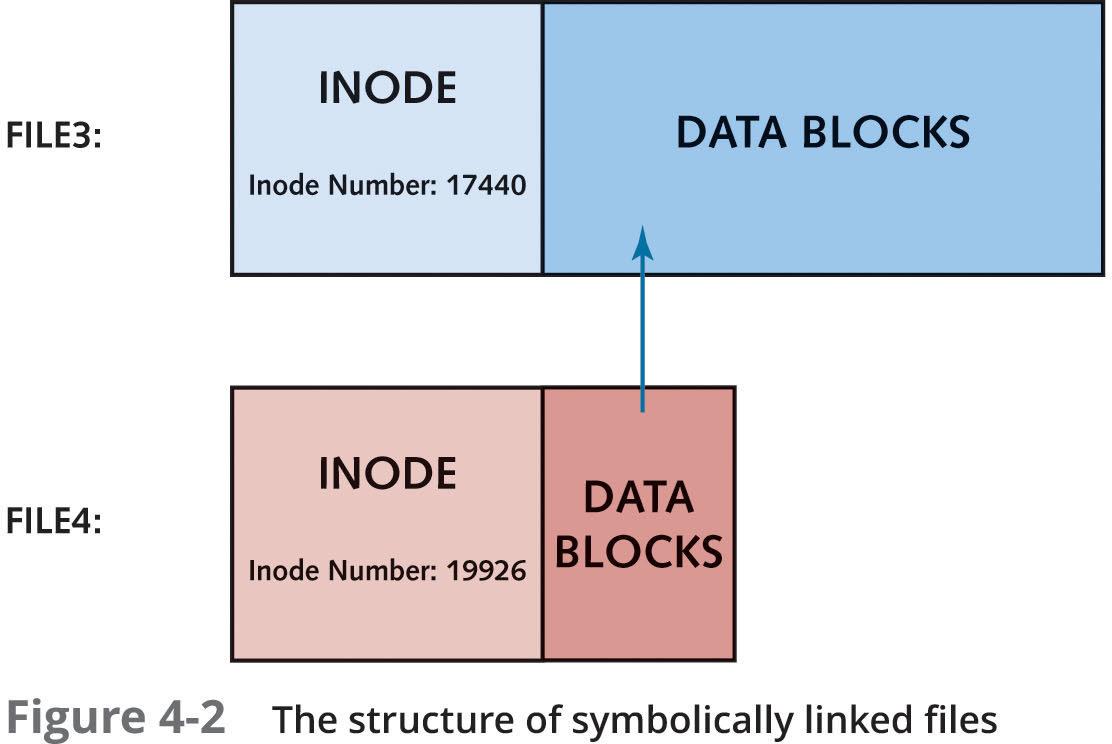 INODE
FILE3:
DATA BLOCKS
Inode Number: 17440
INODE
FILE4:
DATA
BLOCKS
Inode Number: 19926
Figure 4-2 The structure of symbolically linked files